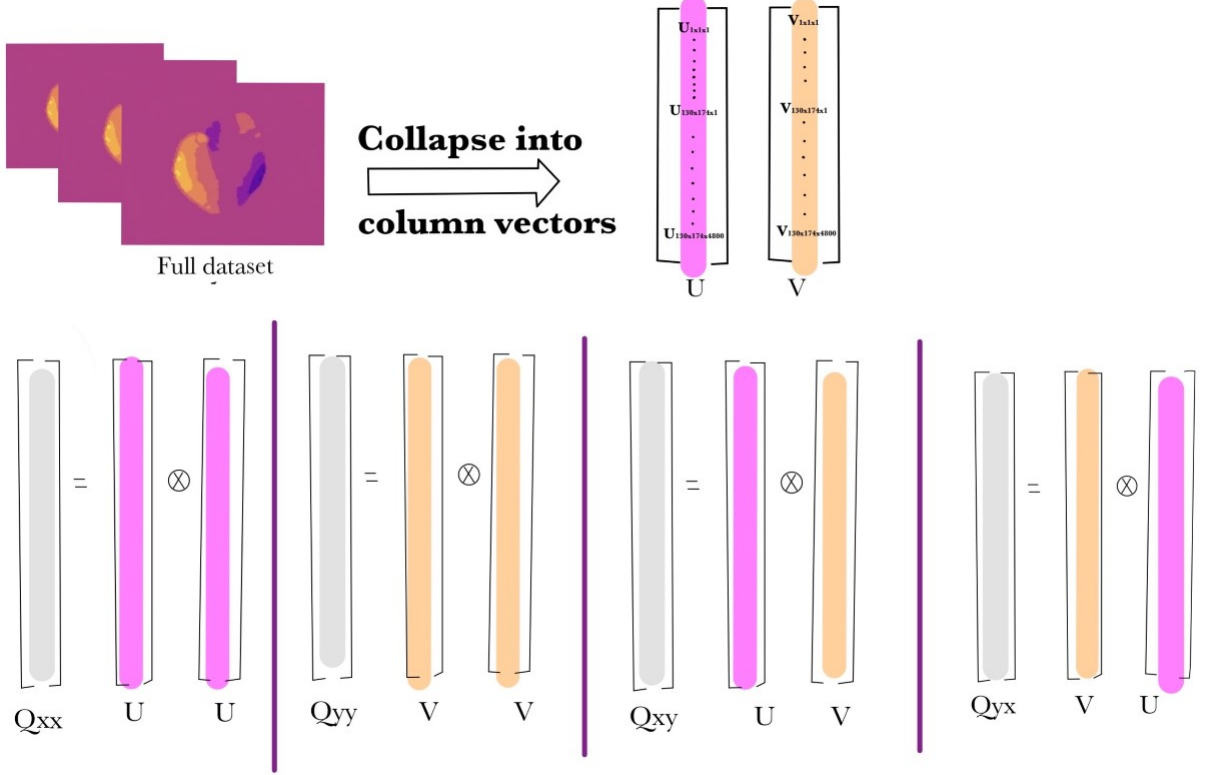 Collapse into
column vectors
Full dataset
U1x1x1
V1x1x1
U130x174x1
V130x174x1
U130x174x4800
V130x174x4800
U
V
=
⊗
=
⊗
=
⊗
=
⊗
Qxx
U
U
Qyy
V
V
Qxy
U
V
Qyx
V
U